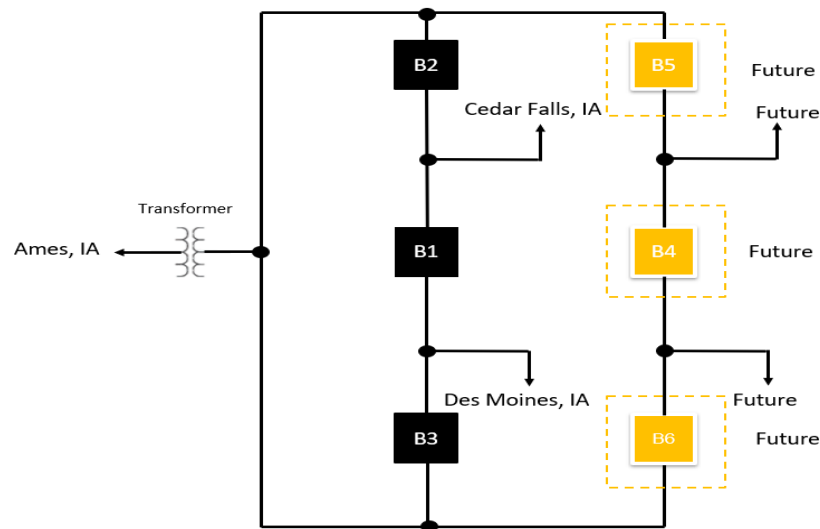 B2
B5
Future
Cedar Falls, IA
Future
Transformer
Ames, IA
B1
B4
Future
Des Moines, IA
Future
B3
B6
Future